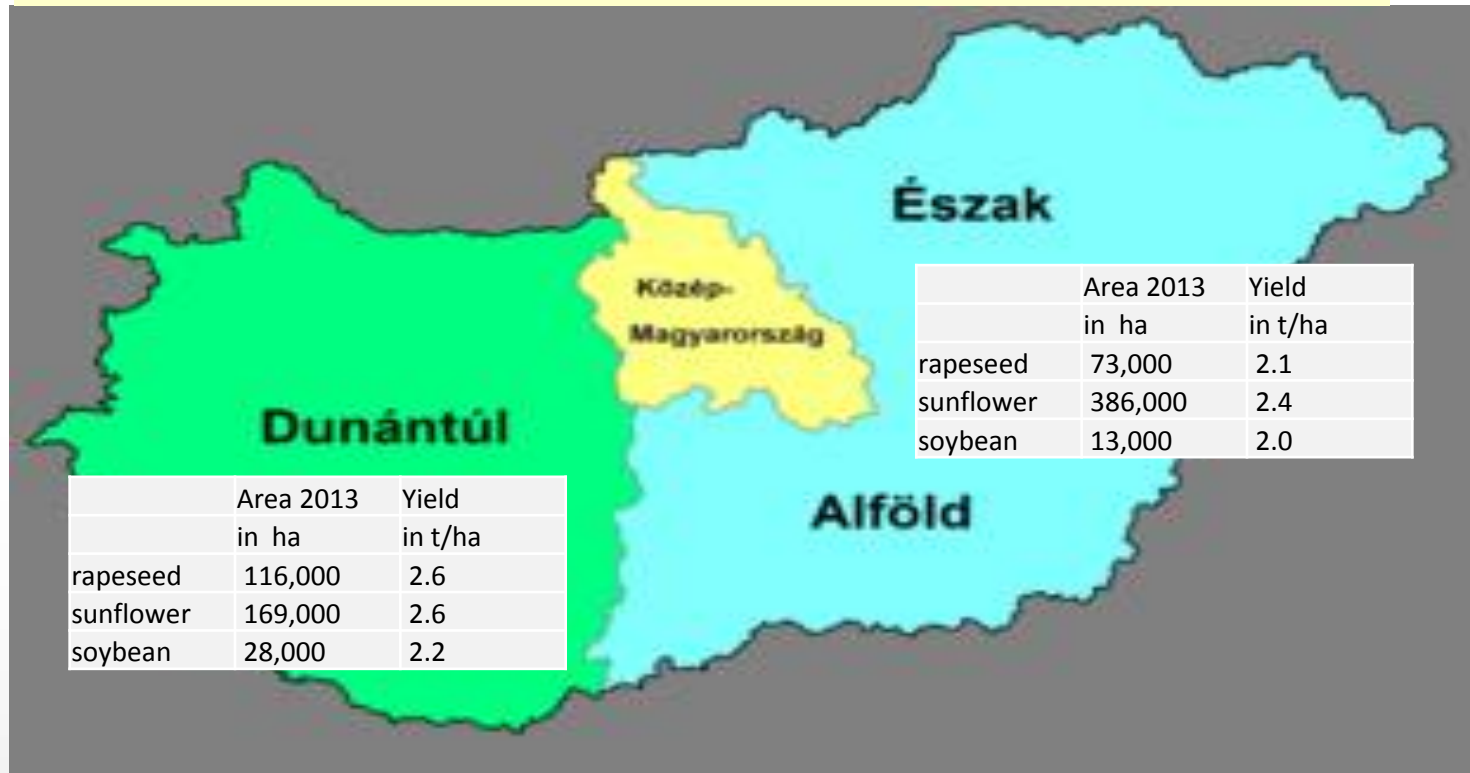 Észak
Közép-
Magyarország
Area 2013 Yield
in ha in t/ha
rapeseed 73,000 2.1
sunflower 386,000 2.4
soybean 13,000 2.0
Dunántúl
Alföld
Area 2013 Yield
in ha in t/ha
rapeseed 116,000 2.6
sunflower 169,000 2.6
soybean 28,000 2.2